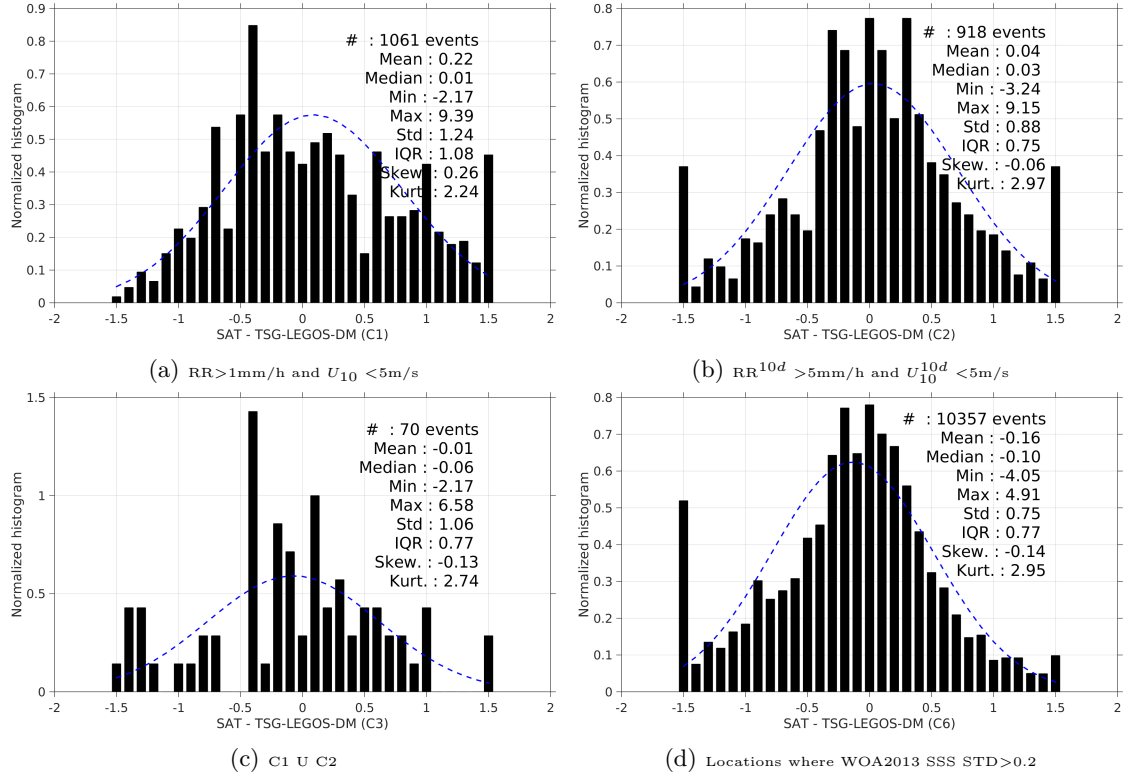 0.9
0.8
0.7
0.6
0.5
0.4
0.3
0.2
0.1
0
Normalized histogram
# : 1061 events
Mean : 0.22
Median : 0.01
Min : -2.17
Max : 9.39
Std : 1.24
IQR : 1.08
Skew. : 0.26
Kurt. : 2.24
-2 -1.5 -1 -0.5 0 0.5 1 1.5 2
SAT - TSG-LEGOS-DM (C1)
(a) RR>1mm/h and U10 <5m/s
0.8
0.7
0.6
0.5
0.4
0.3
0.2
0.1
0
Normalized histogram
# : 918 events
Mean : 0.04
Median : 0.03
Min : -3.24
Max : 9.15
Std : 0.88
IQR : 0.75
Skew. : -0.06
Kurt. : 2.97
-2 -1.5 -1 -0.5 0 0.5 1 1.5 2
SAT - TSG-LEGOS-DM (C2)
(b) RR^10d >5mm/h and U10^10d <5m/s
1.5
1
0.5
0
Normalized histogram
# : 70 events
Mean : -0.01
Median : -0.06
Min : -2.17
Max : 6.58
Std : 1.06
IQR : 0.77
Skew. : -0.13
Kurt. : 2.74
-2 -1.5 -1 -0.5 0 0.5 1 1.5 2
SAT - TSG-LEGOS-DM (C3)
(c) C1 U C2
0.8
0.7
0.6
0.5
0.4
0.3
0.2
0.1
0
Normalized histogram
# : 10357 events
Mean : -0.16
Median : -0.10
Min : -4.05
Max : 4.91
Std : 0.75
IQR : 0.77
Skew. : -0.14
Kurt. : 2.95
-2 -1.5 -1 -0.5 0 0.5 1 1.5 2
SAT - TSG-LEGOS-DM (C6)
(d) Locations where WOA2013 SSS STD>0.2